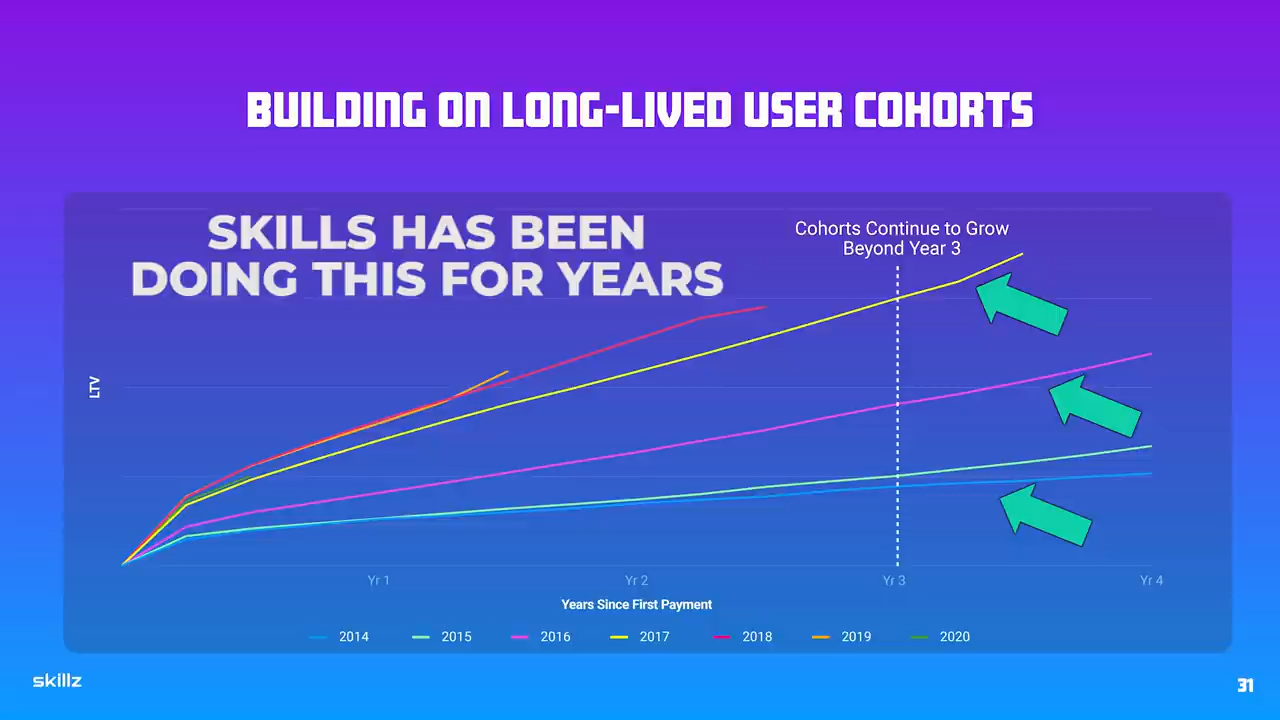 BUILDING ON LONG-LIVED USER COHORTS
SKILLS HAS BEEN
DOING THIS FOR YEARS
Cohorts Continue to Grow
Beyond Year 3
LTV
Yr 1 Yr 2 Yr 3 Yr 4
Years Since First Payment
2014 2015 2016 2017 2018 2019 2020
skillz
31